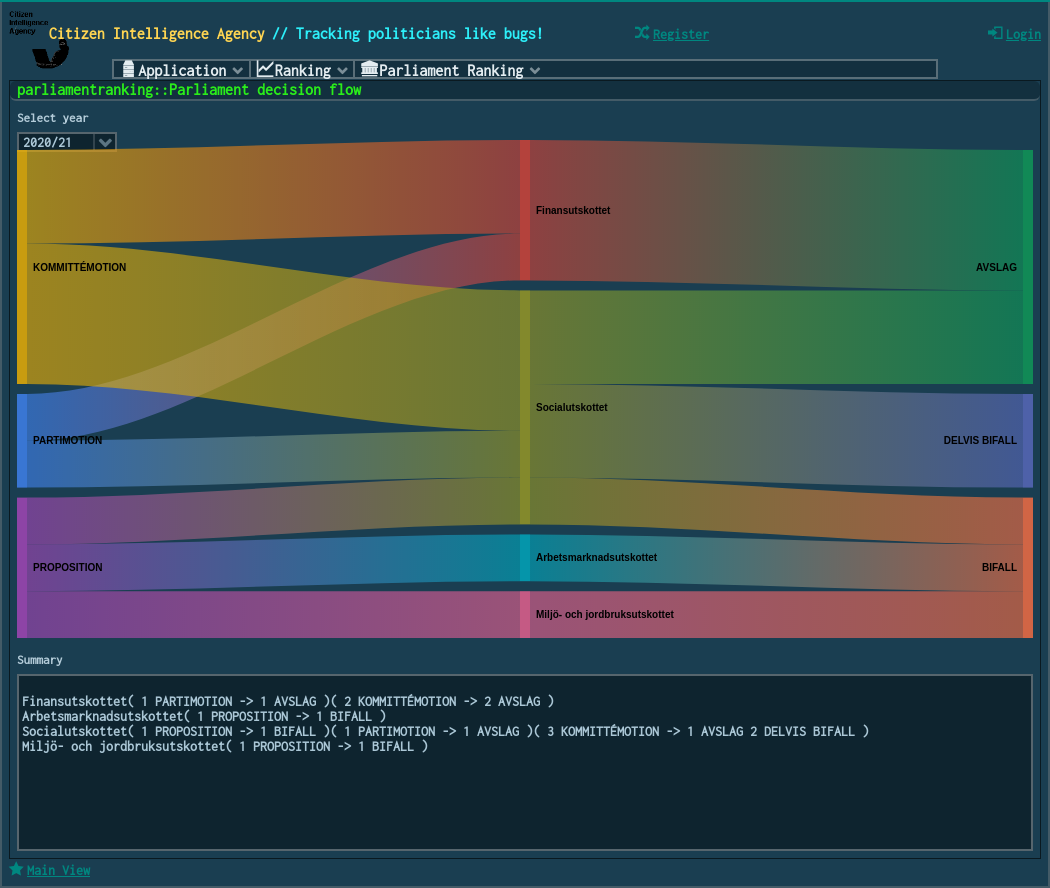 Citizen
Intelligence
Agency
Citizen Intelligence Agency // Tracking politicians like bugs!
Register
Login
Application
Ranking
Parliament Ranking
parliamentranking::Parliament decision flow
Select year
2020/21
Finansutskottet
KOMMITTÉMOTION
AVSLAG
Socialutskottet
PARTIMOTION
DELVIS BIFALL
Arbetsmarknadsutskottet
PROPOSITION
BIFALL
Miljö- och jordbruksutskottet
Summary
Finansutskottet( 1 PARTIMOTION -> 1 AVSLAG )( 2 KOMMITTÉMOTION -> 2 AVSLAG )
Arbetsmarknadsutskottet( 1 PROPOSITION -> 1 BIFALL )
Socialutskottet( 1 PROPOSITION -> 1 BIFALL )( 1 PARTIMOTION -> 1 AVSLAG )( 3 KOMMITTÉMOTION -> 1 AVSLAG 2 DELVIS BIFALL )
Miljö- och jordbruksutskottet( 1 PROPOSITION -> 1 BIFALL )
Main View